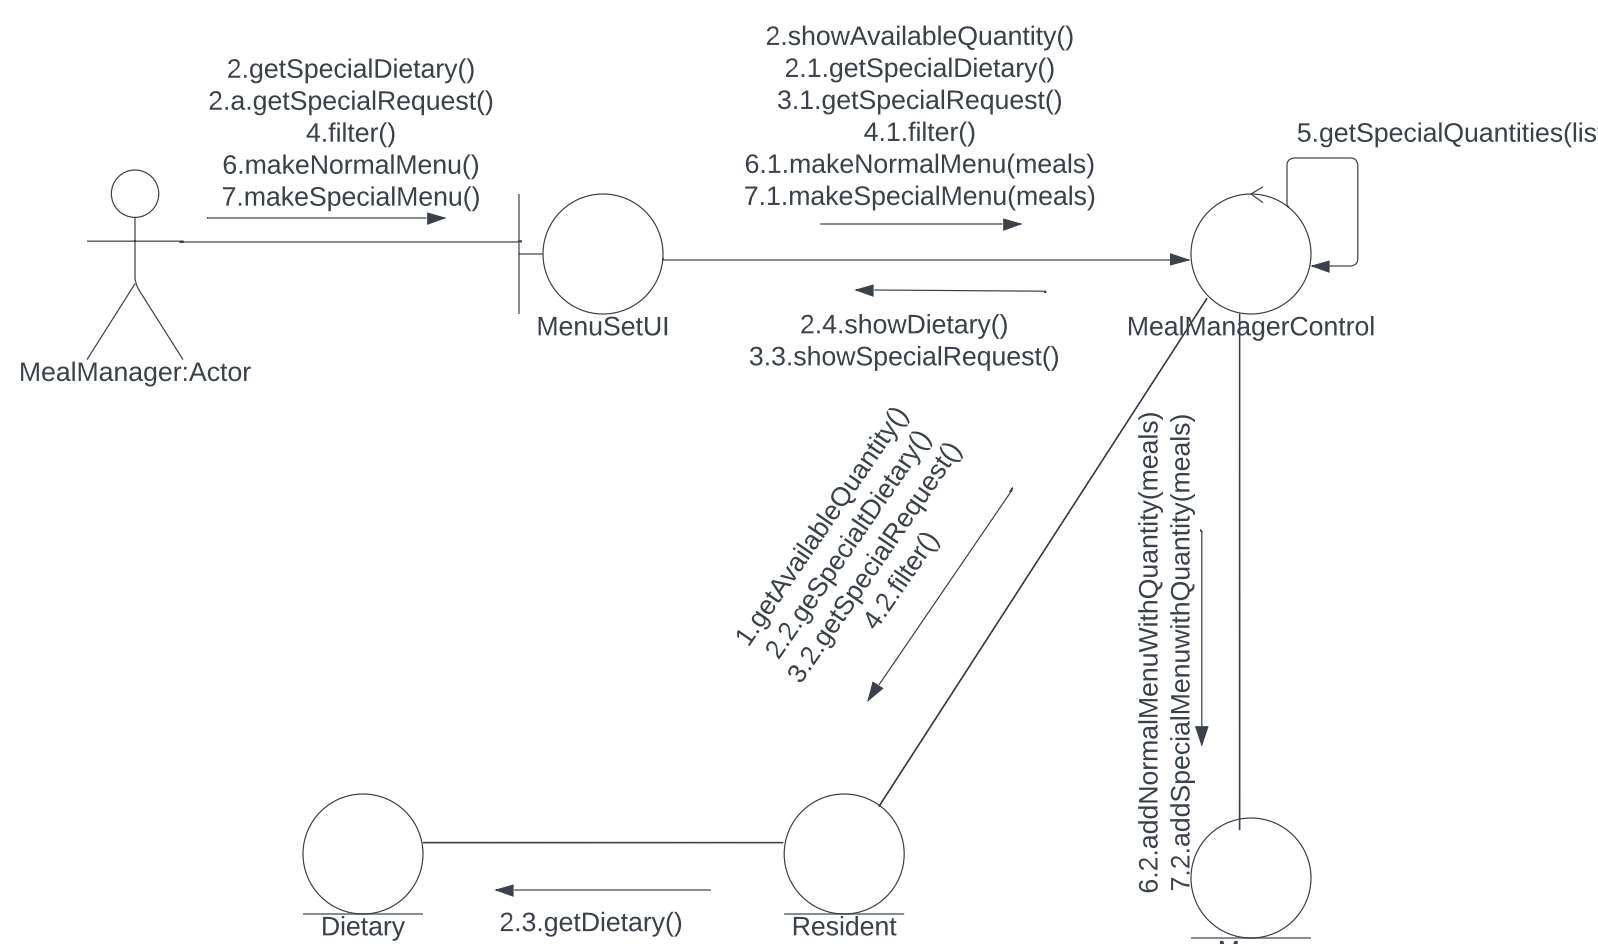 2.getSpecialDietary()
2.a.getSpecialRequest()
4.filter()
6.makeNormalMenu()
7.makeSpecialMenu()
MealManager:Actor
2.showAvailableQuantity()
2.1.getSpecialDietary()
3.1.getSpecialRequest()
4.1.filter()
6.1.makeNormalMenu(meals)
7.1.makeSpecialMenu(meals)
MenuSetUI
2.4.showDietary()
3.3.showSpecialRequest()
5.getSpecialQuantities(lis
MealManagerControl
1.getAvailableQuantity()
2.2.geSpecialtDietary()
3.2.getSpecialRequest()
4.2.filter()
6.2.addNormalMenuWithQuantity(meals)
7.2.addSpecialMenuwithQuantity(meals)
Dietary
2.3.getDietary()
Resident